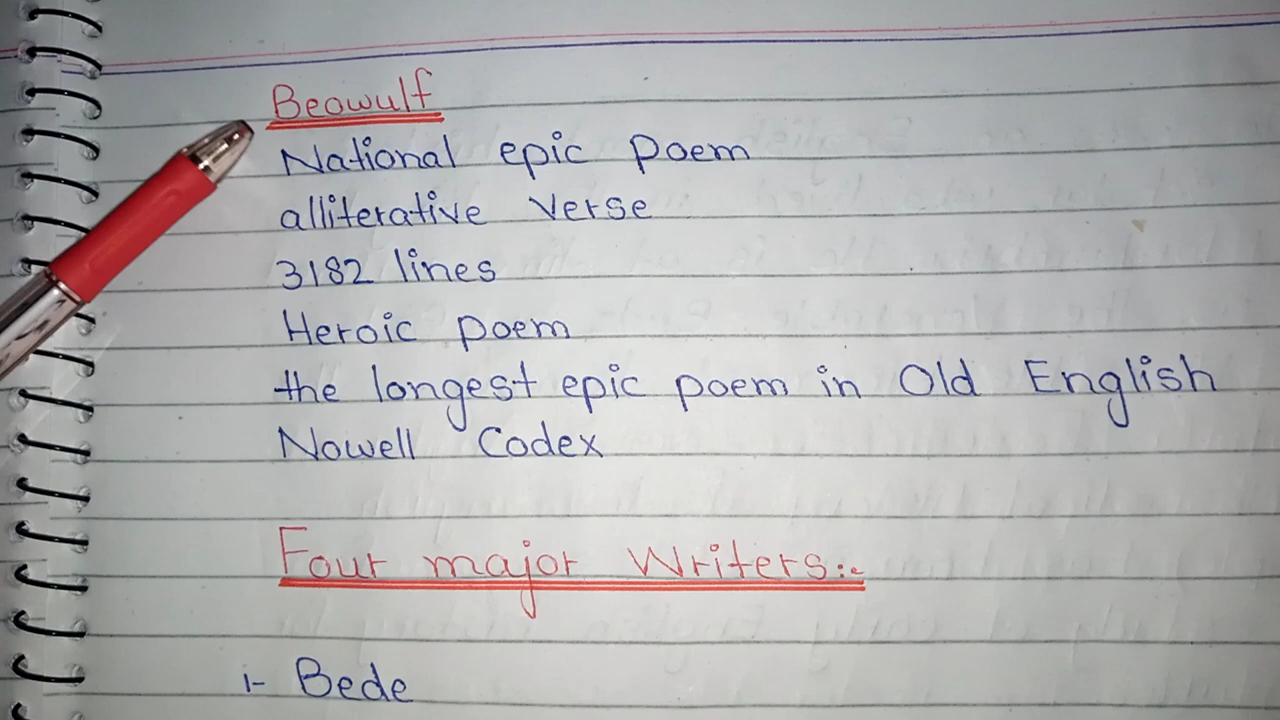 Beowulf
National epic poem
alliterative verse
3182 lines
Heroic poem
the longest epic poem in Old English
Nowell Codex
Four major Writers:-
1- Bede